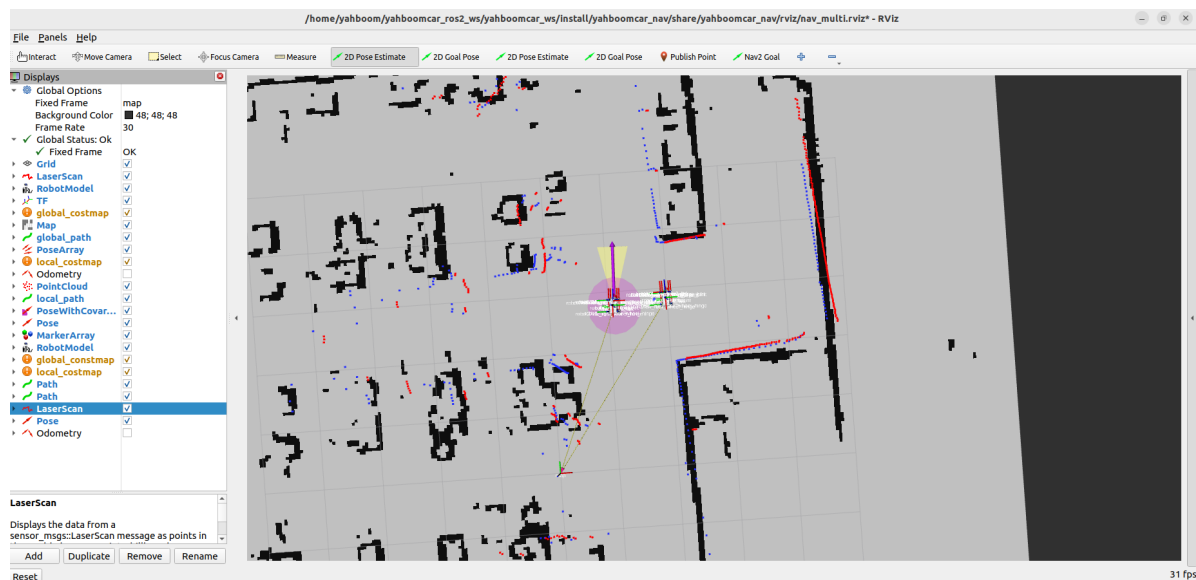 /home/yahboom/yahboomcar_ros2_ws/yahboomcar_ws/install/yahboomcar_nav/share/yahboomcar_nav/rviz/nav_multi.rviz* - RViz
File Panels Help
Interact Move Camera Select Focus Camera Measure 2D Pose Estimate 2D Goal Pose 2D Pose Estimate 2D Goal Pose Publish Point Nav2 Goal
Displays
Global Options
Fixed Frame map
Background Color 48; 48; 48
Frame Rate 30
Global Status: Ok
Fixed Frame OK
Grid
LaserScan
RobotModel
TF
global_costmap
Map
global_path
PoseArray
local_costmap
Odometry
PointCloud
local_path
PoseWithCovar...
Pose
MarkerArray
RobotModel
global_constmap
local_costmap
Path
Path
LaserScan
Pose
Odometry
LaserScan
Displays the data from a
sensor_msgs::LaserScan message as points in
Add Duplicate Remove Rename
Reset
31 fps